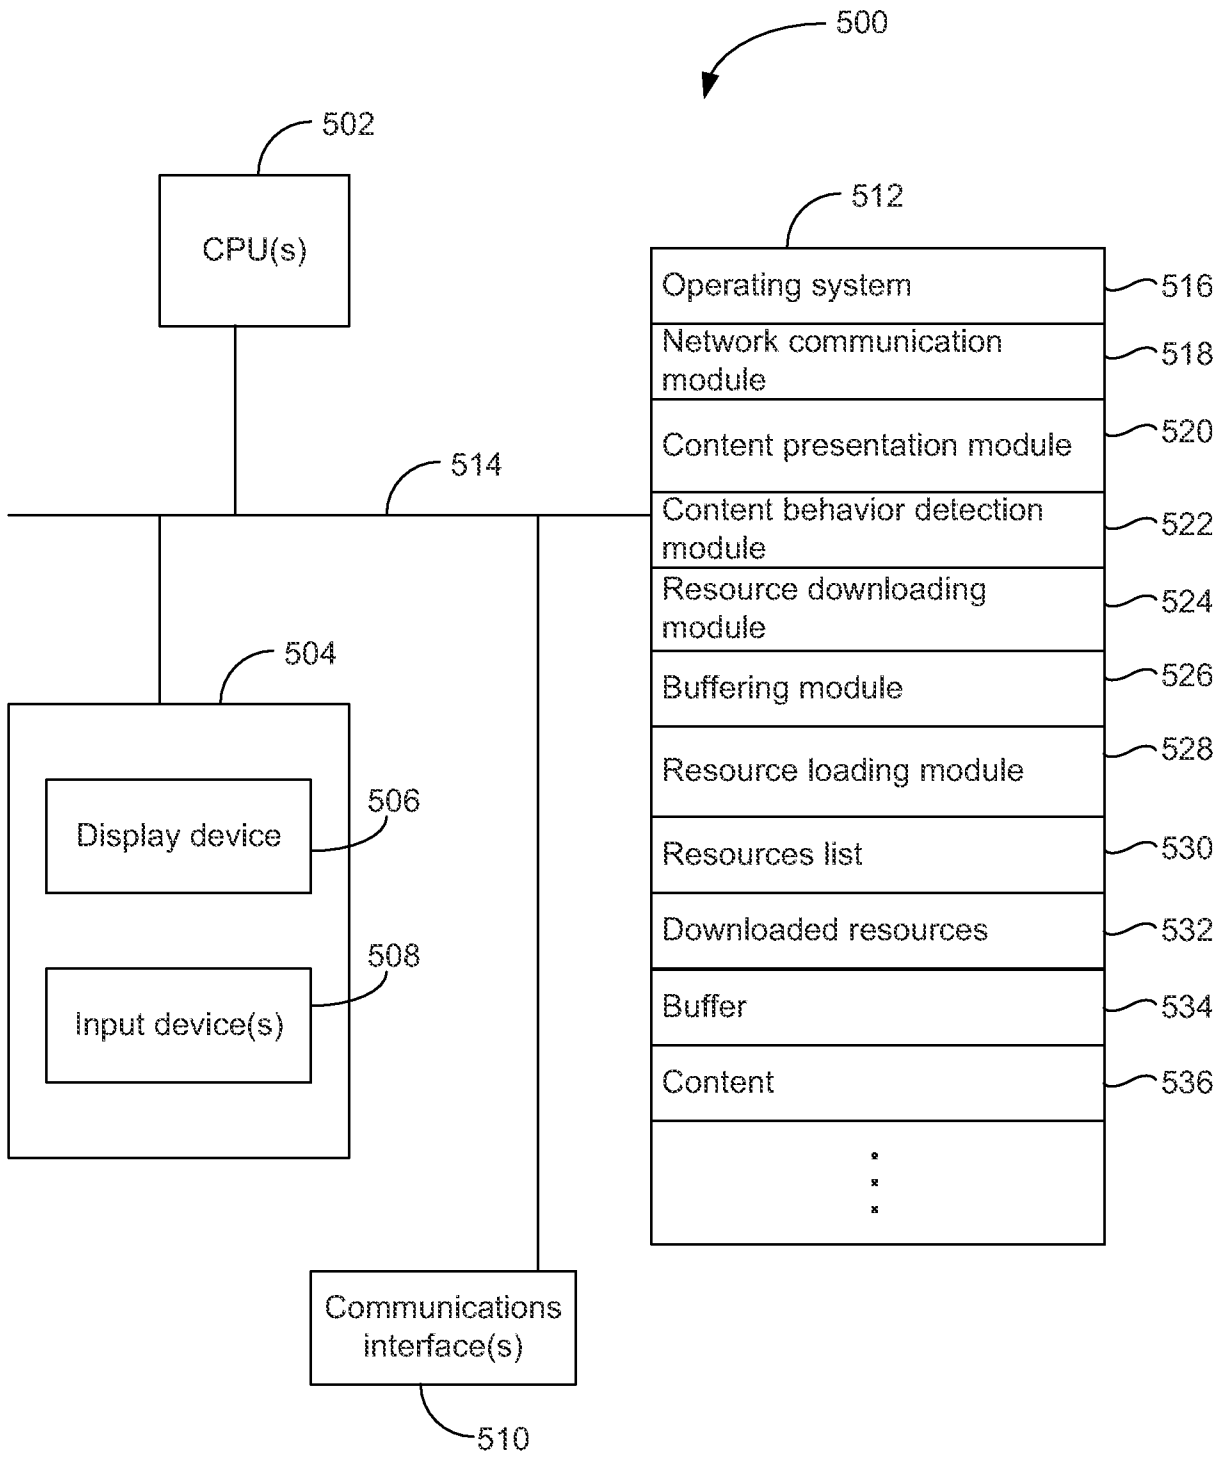 500
502
CPU(s)
512
Operating system
516
Network communication
module
518
Content presentation module
520
514
Content behavior detection
module
522
Resource downloading
module
524
504
Buffering module
526
Resource loading module
528
506
Display device
Resources list
530
Downloaded resources
532
508
Input device(s)
Buffer
534
Content
536
Communications
interface(s)
510